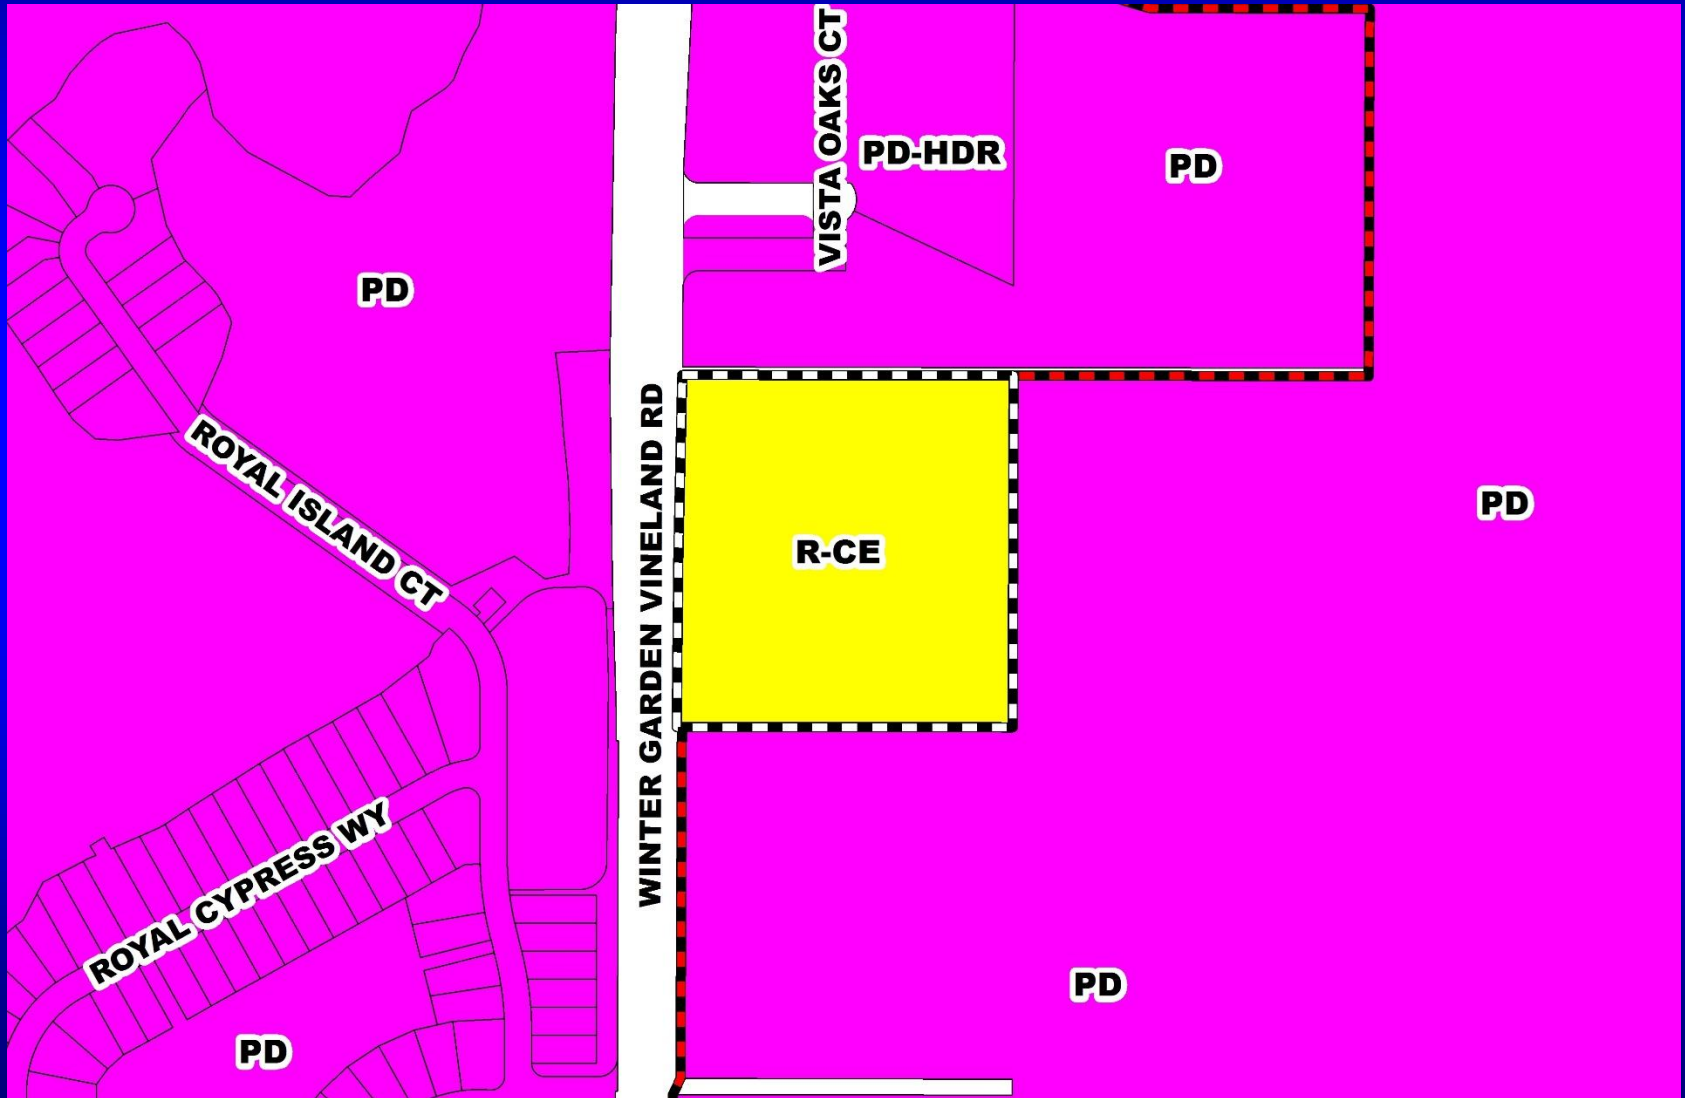 VISTA OAKS CT
PD-HDR
PD
PD
ROYAL ISLAND CT
WINTER GARDEN VINELAND RD
R-CE
PD
ROYAL CYPRESS WY
PD
PD